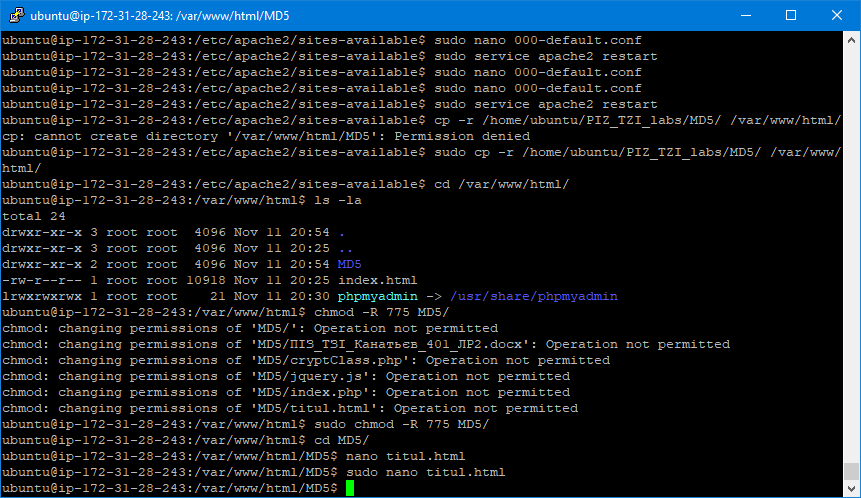 ubuntu@ip-172-31-28-243: /var/www/html/MD5
ubuntu@ip-172-31-28-243:/etc/apache2/sites-available$ sudo nano 000-default.conf
ubuntu@ip-172-31-28-243:/etc/apache2/sites-available$ sudo service apache2 restart
ubuntu@ip-172-31-28-243:/etc/apache2/sites-available$ sudo nano 000-default.conf
ubuntu@ip-172-31-28-243:/etc/apache2/sites-available$ sudo nano 000-default.conf
ubuntu@ip-172-31-28-243:/etc/apache2/sites-available$ sudo service apache2 restart
ubuntu@ip-172-31-28-243:/etc/apache2/sites-available$ cp -r /home/ubuntu/PIZ_TZI_labs/MD5/ /var/www/html/
cp: cannot create directory '/var/www/html/MD5': Permission denied
ubuntu@ip-172-31-28-243:/etc/apache2/sites-available$ sudo cp -r /home/ubuntu/PIZ_TZI_labs/MD5/ /var/www/
html/
ubuntu@ip-172-31-28-243:/etc/apache2/sites-available$ cd /var/www/html/
ubuntu@ip-172-31-28-243:/var/www/html$ ls -la
total 24
drwxr-xr-x 3 root root  4096 Nov 11 20:54 .
drwxr-xr-x 3 root root  4096 Nov 11 20:25 ..
drwxr-xr-x 2 root root  4096 Nov 11 20:54 MD5
-rw-r--r-- 1 root root 10918 Nov 11 20:25 index.html
lrwxrwxrwx 1 root root    21 Nov 11 20:30 phpmyadmin -> /usr/share/phpmyadmin
ubuntu@ip-172-31-28-243:/var/www/html$ chmod -R 775 MD5/
chmod: changing permissions of 'MD5/': Operation not permitted
chmod: changing permissions of 'MD5/ПІЗ_ТЗІ_Канатьєв_401_ЛР2.docx': Operation not permitted
chmod: changing permissions of 'MD5/cryptClass.php': Operation not permitted
chmod: changing permissions of 'MD5/jquery.js': Operation not permitted
chmod: changing permissions of 'MD5/index.php': Operation not permitted
chmod: changing permissions of 'MD5/titul.html': Operation not permitted
ubuntu@ip-172-31-28-243:/var/www/html$ sudo chmod -R 775 MD5/
ubuntu@ip-172-31-28-243:/var/www/html$ cd MD5/
ubuntu@ip-172-31-28-243:/var/www/html/MD5$ nano titul.html
ubuntu@ip-172-31-28-243:/var/www/html/MD5$ sudo nano titul.html
ubuntu@ip-172-31-28-243:/var/www/html/MD5$